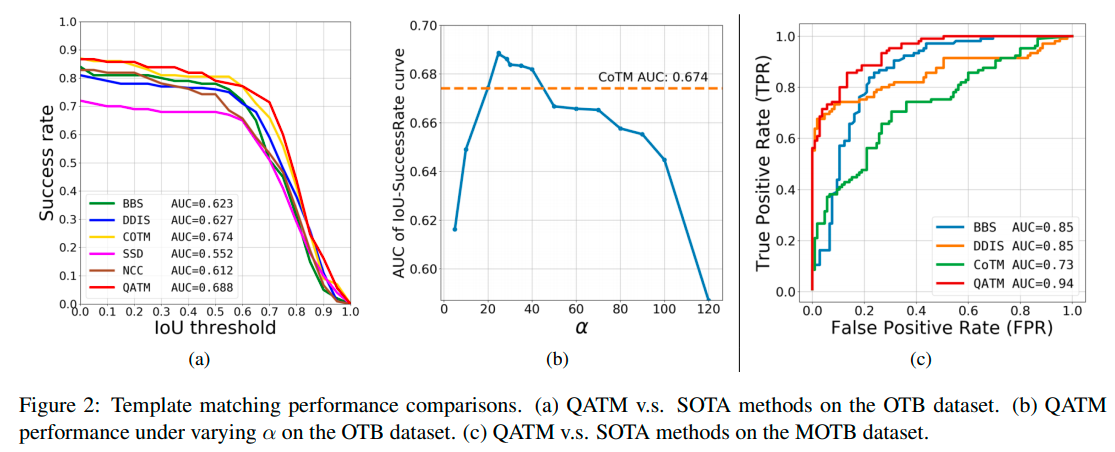 1.0
0.9
0.8
0.7
0.6
0.5
0.4
0.3
0.2
0.1
0.0
Success rate
BBS AUC=0.623
DDIS AUC=0.627
COTM AUC=0.674
SSD AUC=0.552
NCC AUC=0.612
QATM AUC=0.688
0.0 0.1 0.2 0.3 0.4 0.5 0.6 0.7 0.8 0.9 1.0
IoU threshold
(a)
0.70
0.68
0.66
0.64
0.62
0.60
AUC of IoU-SuccessRate curve
CoTM AUC: 0.674
0 20 40 60 80 100 120
α
(b)
1.0
0.8
0.6
0.4
0.2
0.0
True Positive Rate (TPR)
BBS AUC=0.85
DDIS AUC=0.85
CoTM AUC=0.73
QATM AUC=0.94
0.0 0.2 0.4 0.6 0.8 1.0
False Positive Rate (FPR)
(c)
Figure 2: Template matching performance comparisons. (a) QATM v.s. SOTA methods on the OTB dataset. (b) QATM
performance under varying α on the OTB dataset. (c) QATM v.s. SOTA methods on the MOTB dataset.